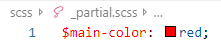 scss > _partial.scss > ...
1 $main-color: red;